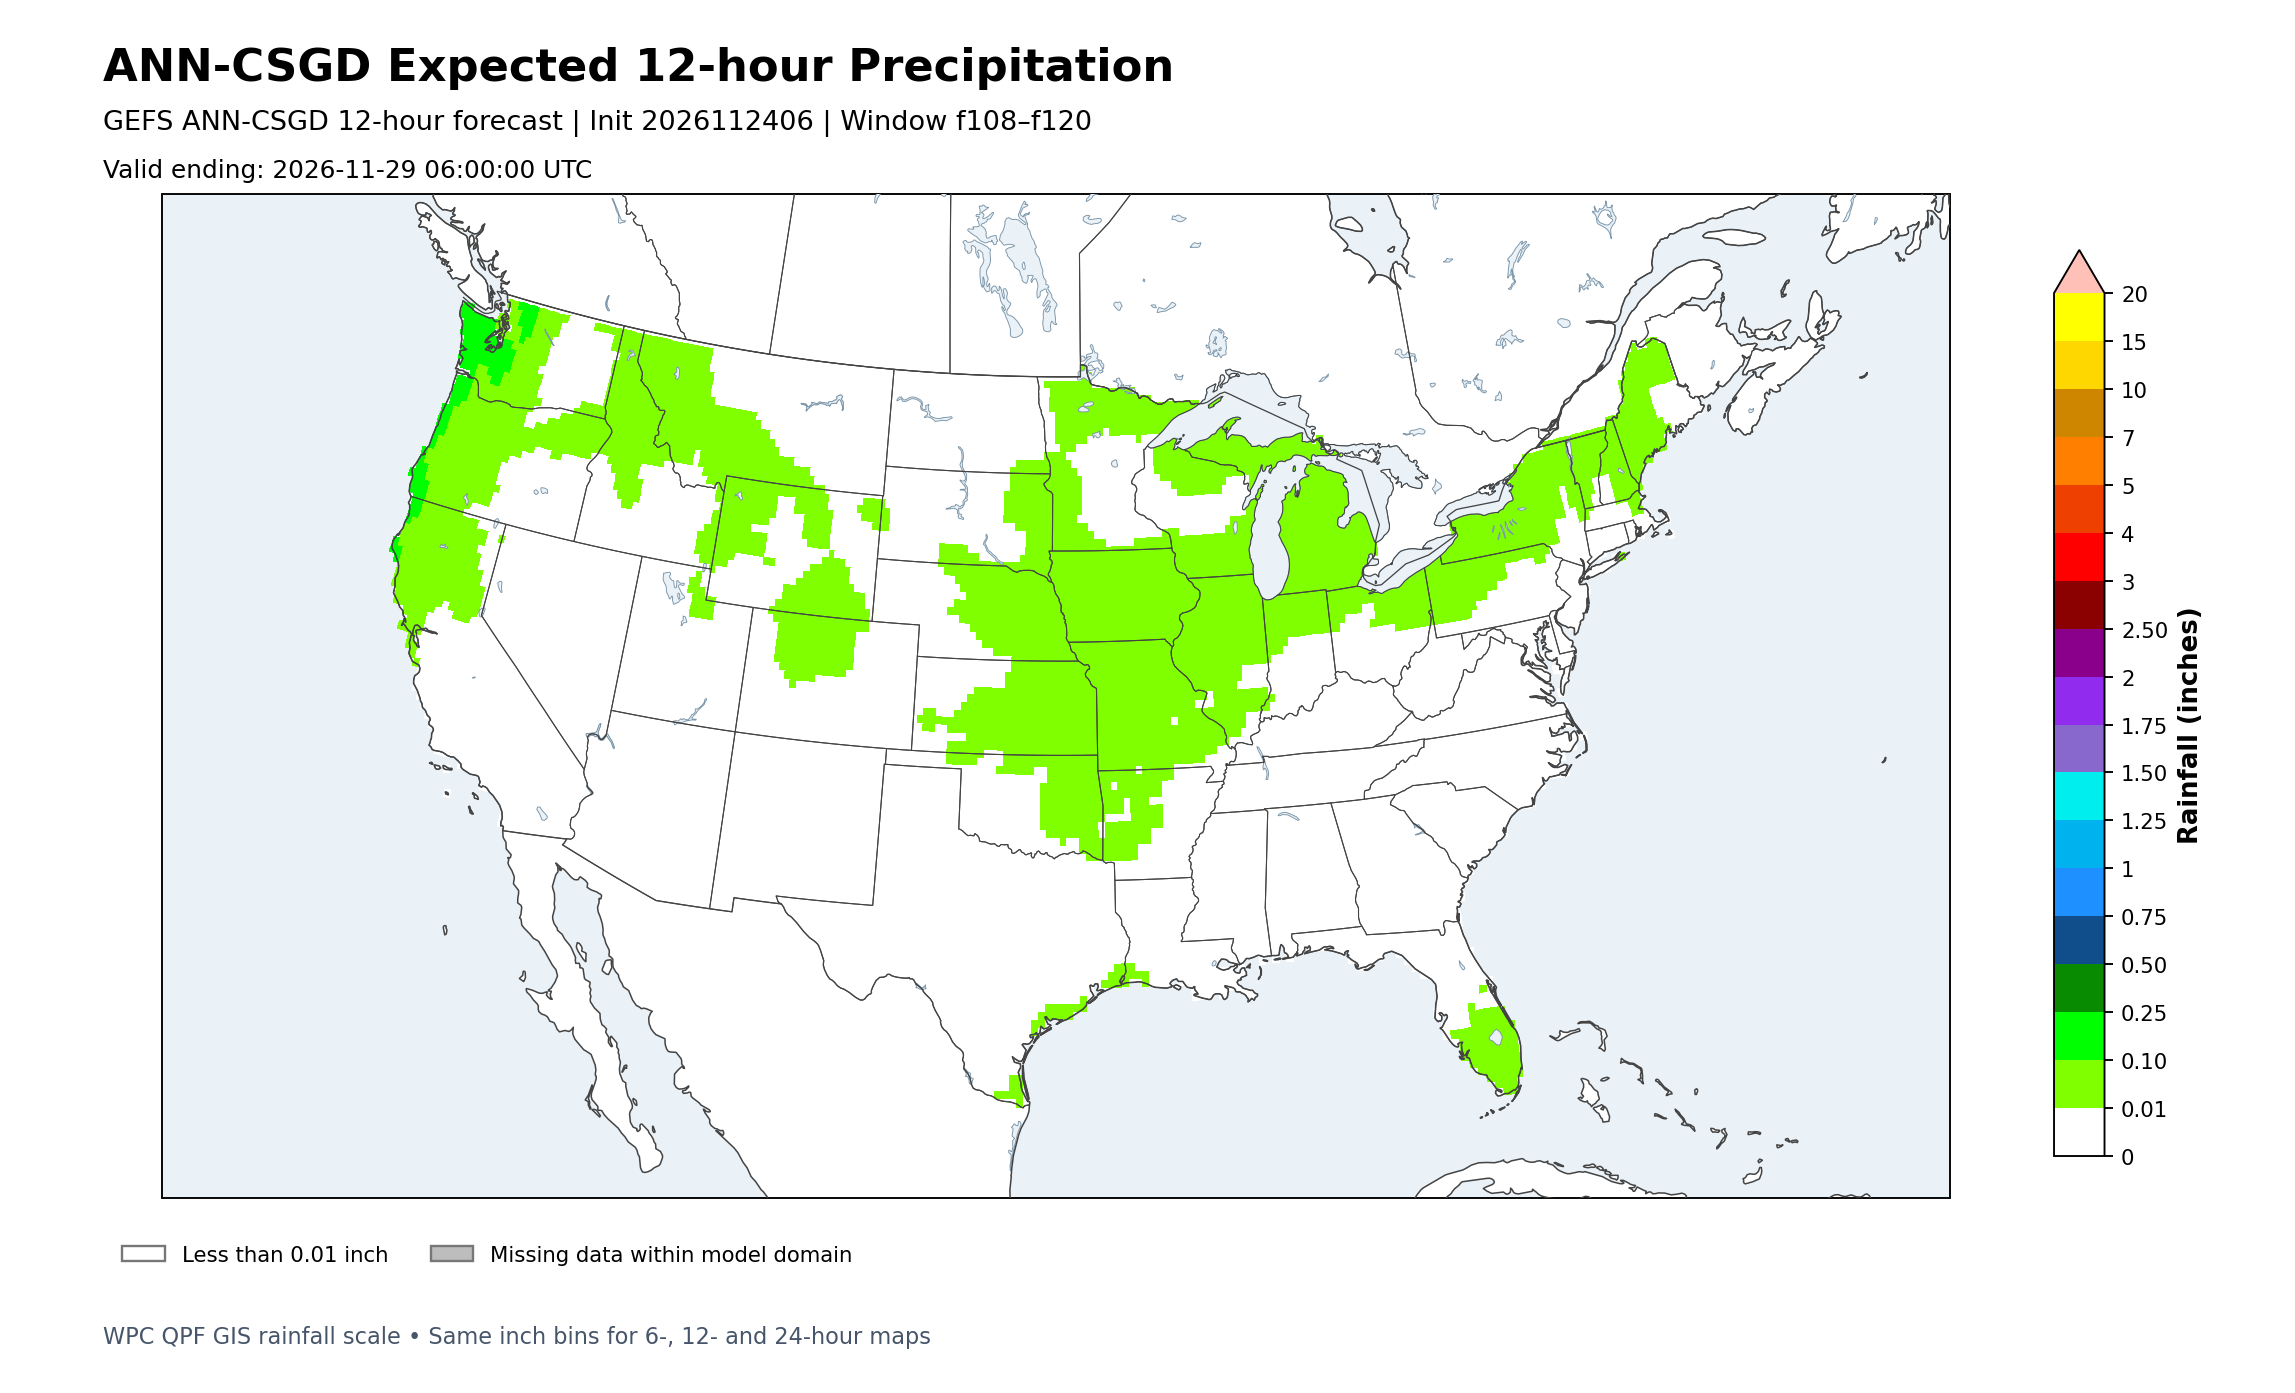 ANN-CSGD Expected 12-hour Precipitation
GEFS ANN-CSGD 12-hour forecast | Init 2026112406 | Window f108–f120
Valid ending: 2026-11-29 06:00:00 UTC
20
15
10
7
5
4
3
2.50
2
1.75
1.50
1.25
1
0.75
0.50
0.25
0.10
0.01
0
Rainfall (inches)
Less than 0.01 inch
Missing data within model domain
WPC QPF GIS rainfall scale • Same inch bins for 6-, 12- and 24-hour maps